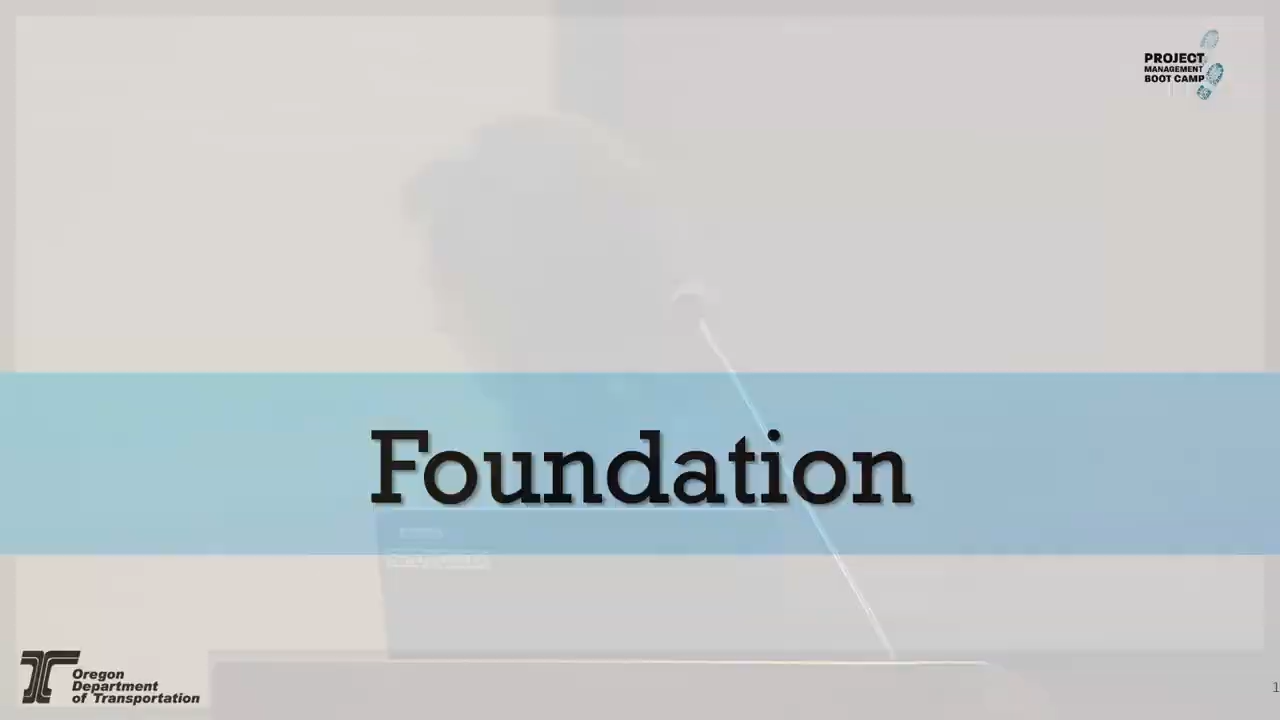 PROJECT
MANAGEMENT
BOOT CAMP
Foundation
Oregon
Department
of Transportation
1